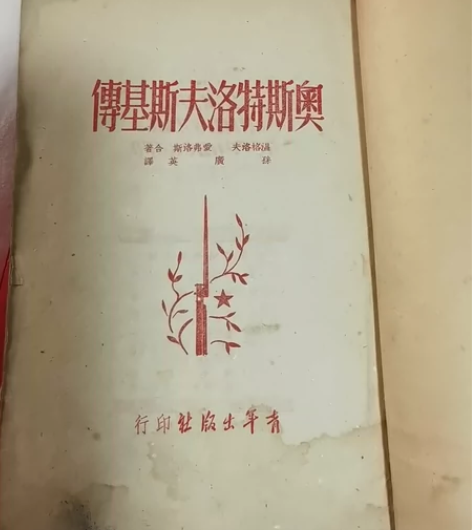 奧斯特洛夫斯基傳
溫格洛夫 愛弗洛斯 合著
孫廣英 譯
青年出版社印行